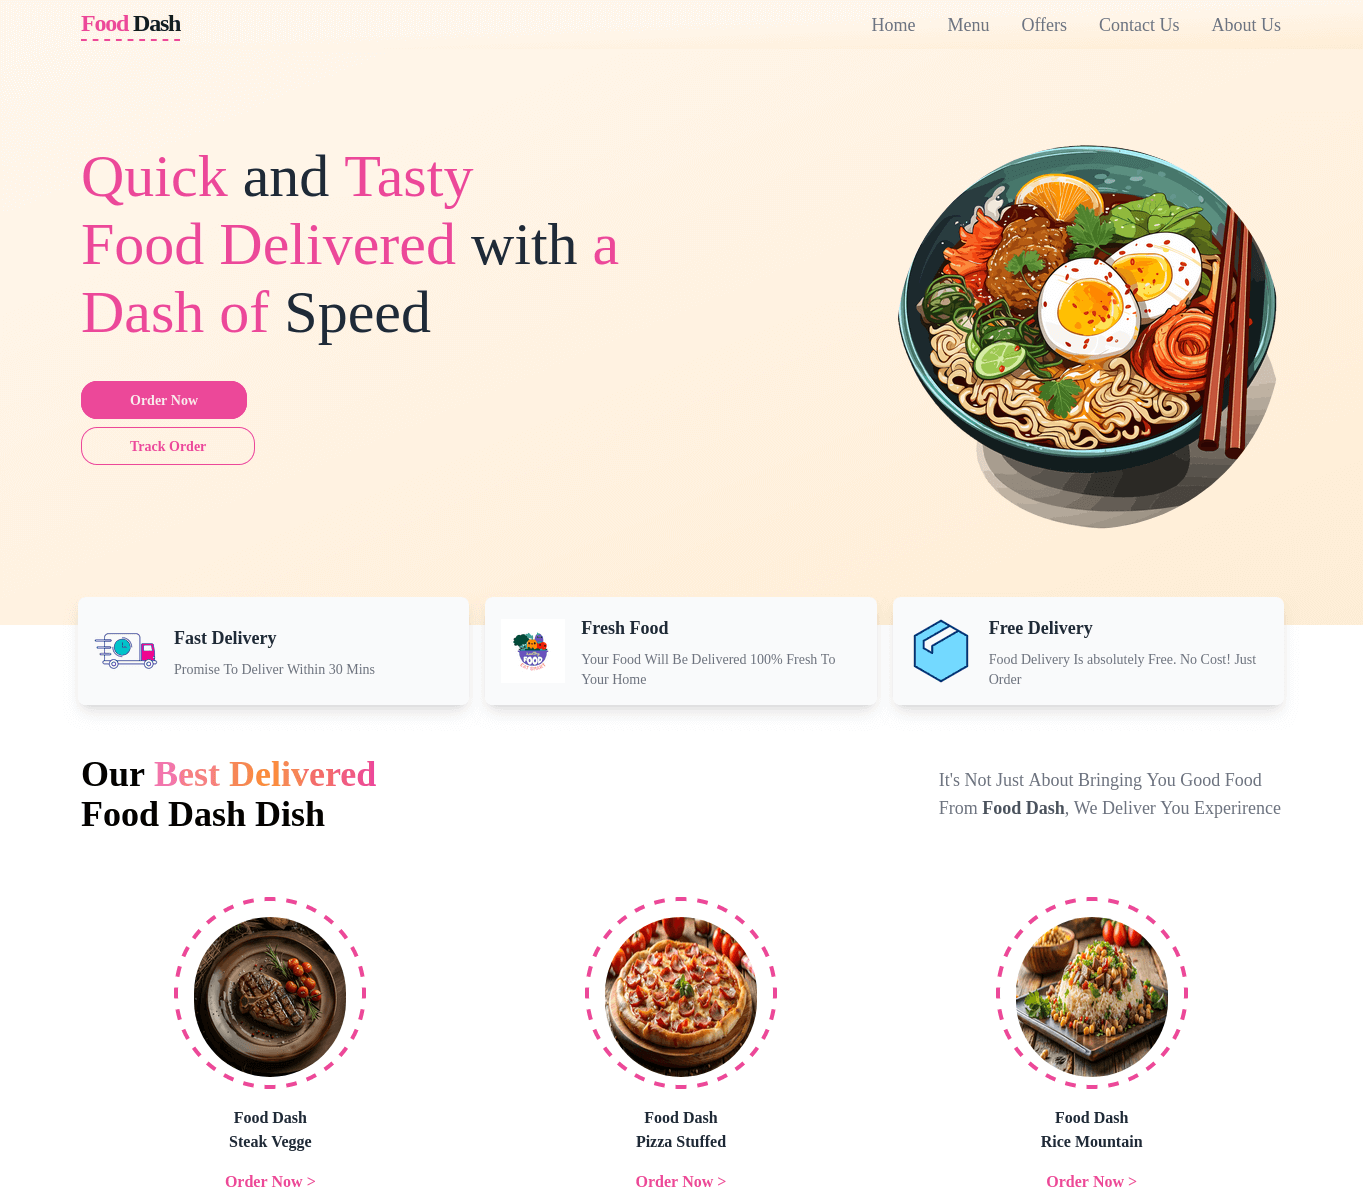 Food Dash
Home Menu Offers Contact Us About Us
Quick and Tasty
Food Delivered with a
Dash of Speed
Order Now
Track Order
Fast Delivery
Promise To Deliver Within 30 Mins
FOOD
Fresh Food
Your Food Will Be Delivered 100% Fresh To
Your Home
Free Delivery
Food Delivery Is absolutely Free. No Cost! Just
Order
Our Best Delivered
Food Dash Dish
It's Not Just About Bringing You Good Food
From Food Dash, We Deliver You Experirence
Food Dash
Steak Vegge
Order Now >
Food Dash
Pizza Stuffed
Order Now >
Food Dash
Rice Mountain
Order Now >